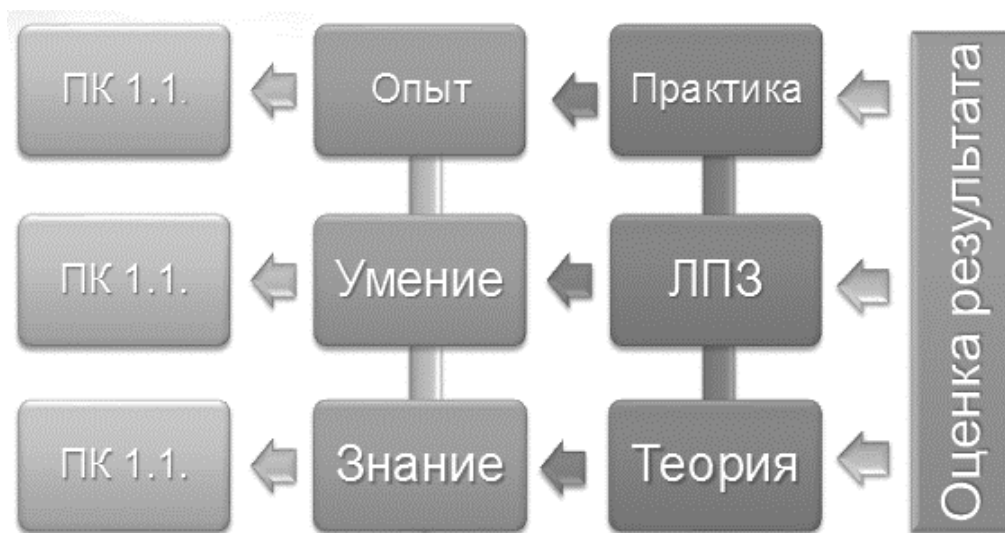 ПК 1.1.
Опыт
Практика
ПК 1.1.
Умение
ЛПЗ
ПК 1.1.
Знание
Теория
Оценка результата